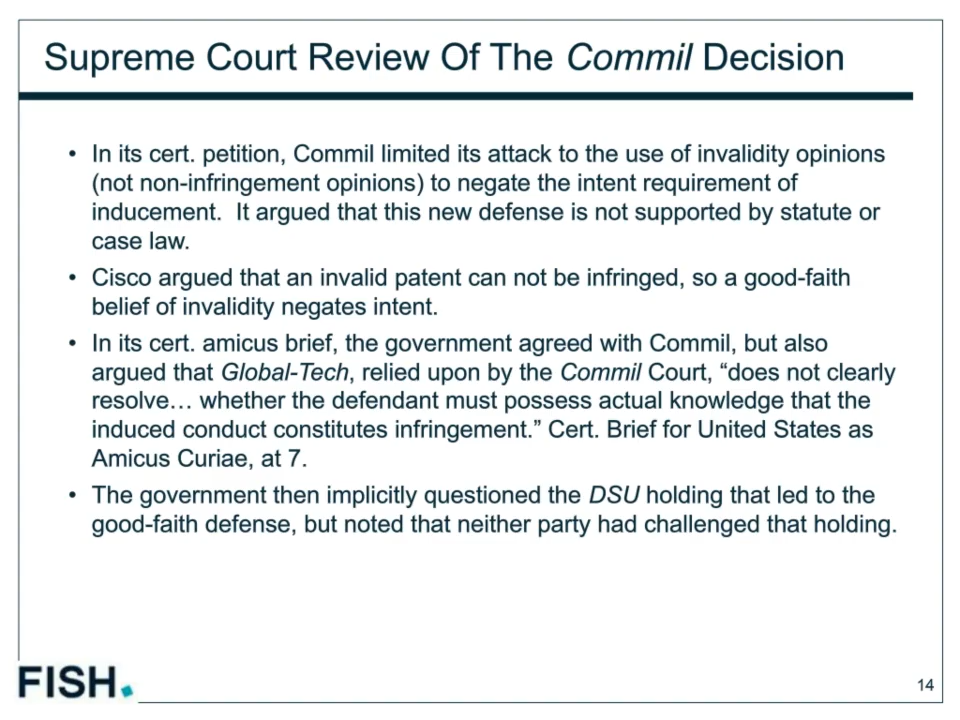 Supreme Court Review Of The Commil Decision
• In its cert. petition, Commil limited its attack to the use of invalidity opinions
(not non-infringement opinions) to negate the intent requirement of
inducement.  It argued that this new defense is not supported by statute or
case law.
• Cisco argued that an invalid patent can not be infringed, so a good-faith
belief of invalidity negates intent.
• In its cert. amicus brief, the government agreed with Commil, but also
argued that Global-Tech, relied upon by the Commil Court, “does not clearly
resolve… whether the defendant must possess actual knowledge that the
induced conduct constitutes infringement.” Cert. Brief for United States as
Amicus Curiae, at 7.
• The government then implicitly questioned the DSU holding that led to the
good-faith defense, but noted that neither party had challenged that holding.
FISH.
14